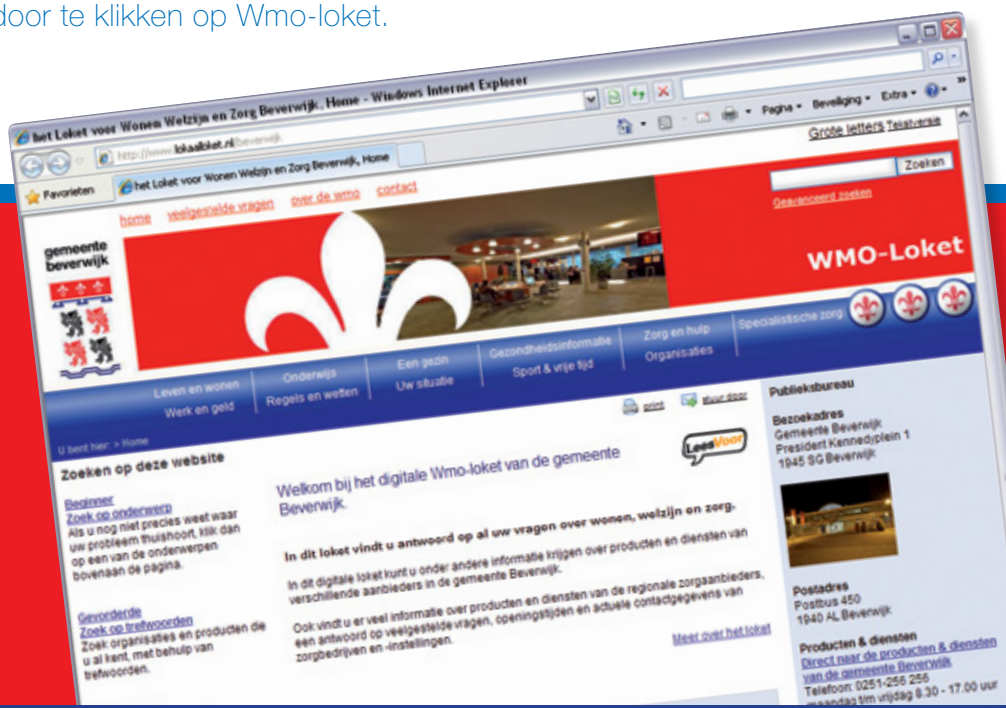 door te klikken op Wmo-loket.
het Loket voor Wonen Welzijn en Zorg Beverwijk, Home - Windows Internet Explorer
http://www.lokaalloket.nl/beverwijk
Pagina
Beveiliging
Extra
Favorieten
het Loket voor Wonen Welzijn en Zorg Beverwijk, Home
Grote letters Tekstversie
home veelgestelde vragen over de wmo contact
Zoeken
Geavanceerd zoeken
gemeente
beverwijk
WMO-Loket
Leven en wonen
Werk en geld
Onderwijs
Regels en wetten
Een gezin
Uw situatie
Gezondheidsinformatie
Sport & vrije tijd
Zorg en hulp
Organisaties
Specialistische zorg
U bent hier: > Home
print stuur door
Zoeken op deze website
Beginner
Zoek op onderwerp
Als u nog niet precies weet waar
uw probleem thuishoort, klik dan
op een van de onderwerpen
bovenaan de pagina.
Gevorderde
Zoek op trefwoorden
Zoek organisaties en producten die
u al kent, met behulp van
trefwoorden.
LeesVoor
Welkom bij het digitale Wmo-loket van de gemeente
Beverwijk.
In dit loket vindt u antwoord op al uw vragen over wonen, welzijn en zorg.
In dit digitale loket kunt u onder andere informatie krijgen over producten en diensten van
verschillende aanbieders in de gemeente Beverwijk.
Ook vindt u er veel informatie over producten en diensten van de regionale zorgaanbieders,
een antwoord op veelgestelde vragen, openingstijden en actuele contactgegevens van
zorgbedrijven en -instellingen.
Meer over het loket
Publieksbureau
Bezoekadres
Gemeente Beverwijk
President Kennedyplein 1
1945 SG Beverwijk
Postadres
Postbus 450
1940 AL Beverwijk
Producten & diensten
Direct naar de producten & diensten
van de gemeente Beverwijk
Telefoon: 0251-256 256
maandag t/m vrijdag 8.30 - 17.00 uur